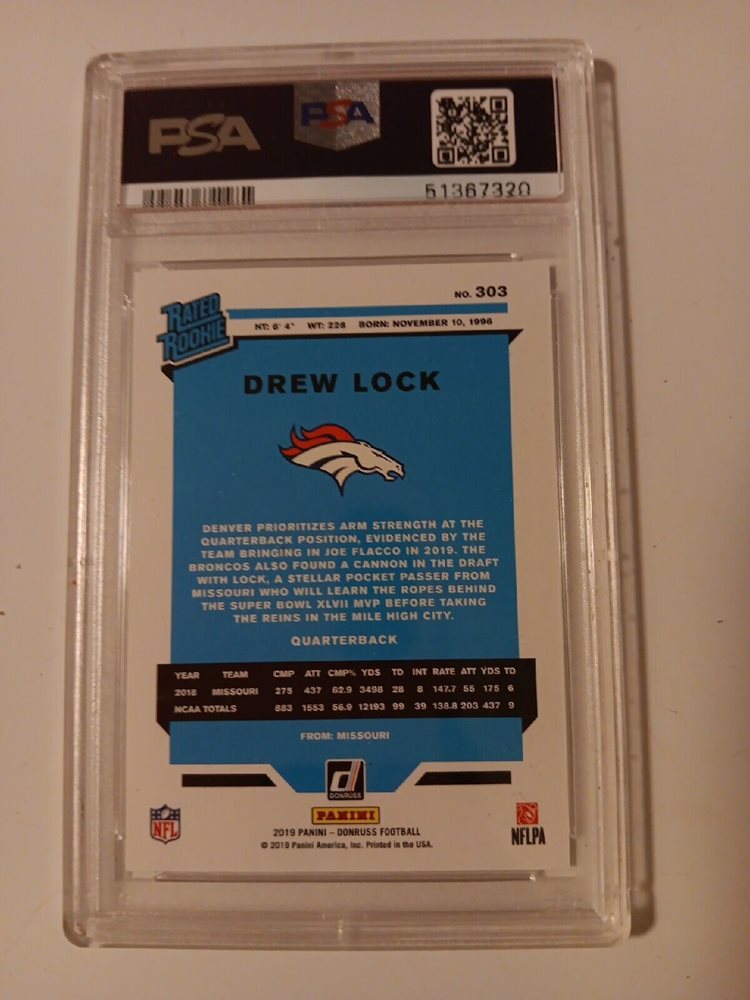 PSA PSA
51367320
NO. 303
RATED ROOKIE
HT: 6' 4" WT: 228 BORN: NOVEMBER 10, 1996
DREW LOCK
DENVER PRIORITIZES ARM STRENGTH AT THE
QUARTERBACK POSITION, EVIDENCED BY THE
TEAM BRINGING IN JOE FLACCO IN 2019. THE
BRONCOS ALSO FOUND A CANNON IN THE DRAFT
WITH LOCK, A STELLAR POCKET PASSER FROM
MISSOURI WHO WILL LEARN THE ROPES BEHIND
THE SUPER BOWL XLVII MVP BEFORE TAKING
THE REINS IN THE MILE HIGH CITY.
QUARTERBACK
YEAR TEAM CMP ATT CMP% YDS TD INT RATE ATT YDS TD
2018 MISSOURI 275 437 62.9 3498 28 8 147.7 55 175 6
NCAA TOTALS 883 1553 56.9 12193 99 39 138.8 203 437 9
FROM: MISSOURI
d
DONRUSS
PANINI
NFL
NFLPA
2019 PANINI – DONRUSS FOOTBALL
© 2019 Panini America, Inc. Printed in the USA.